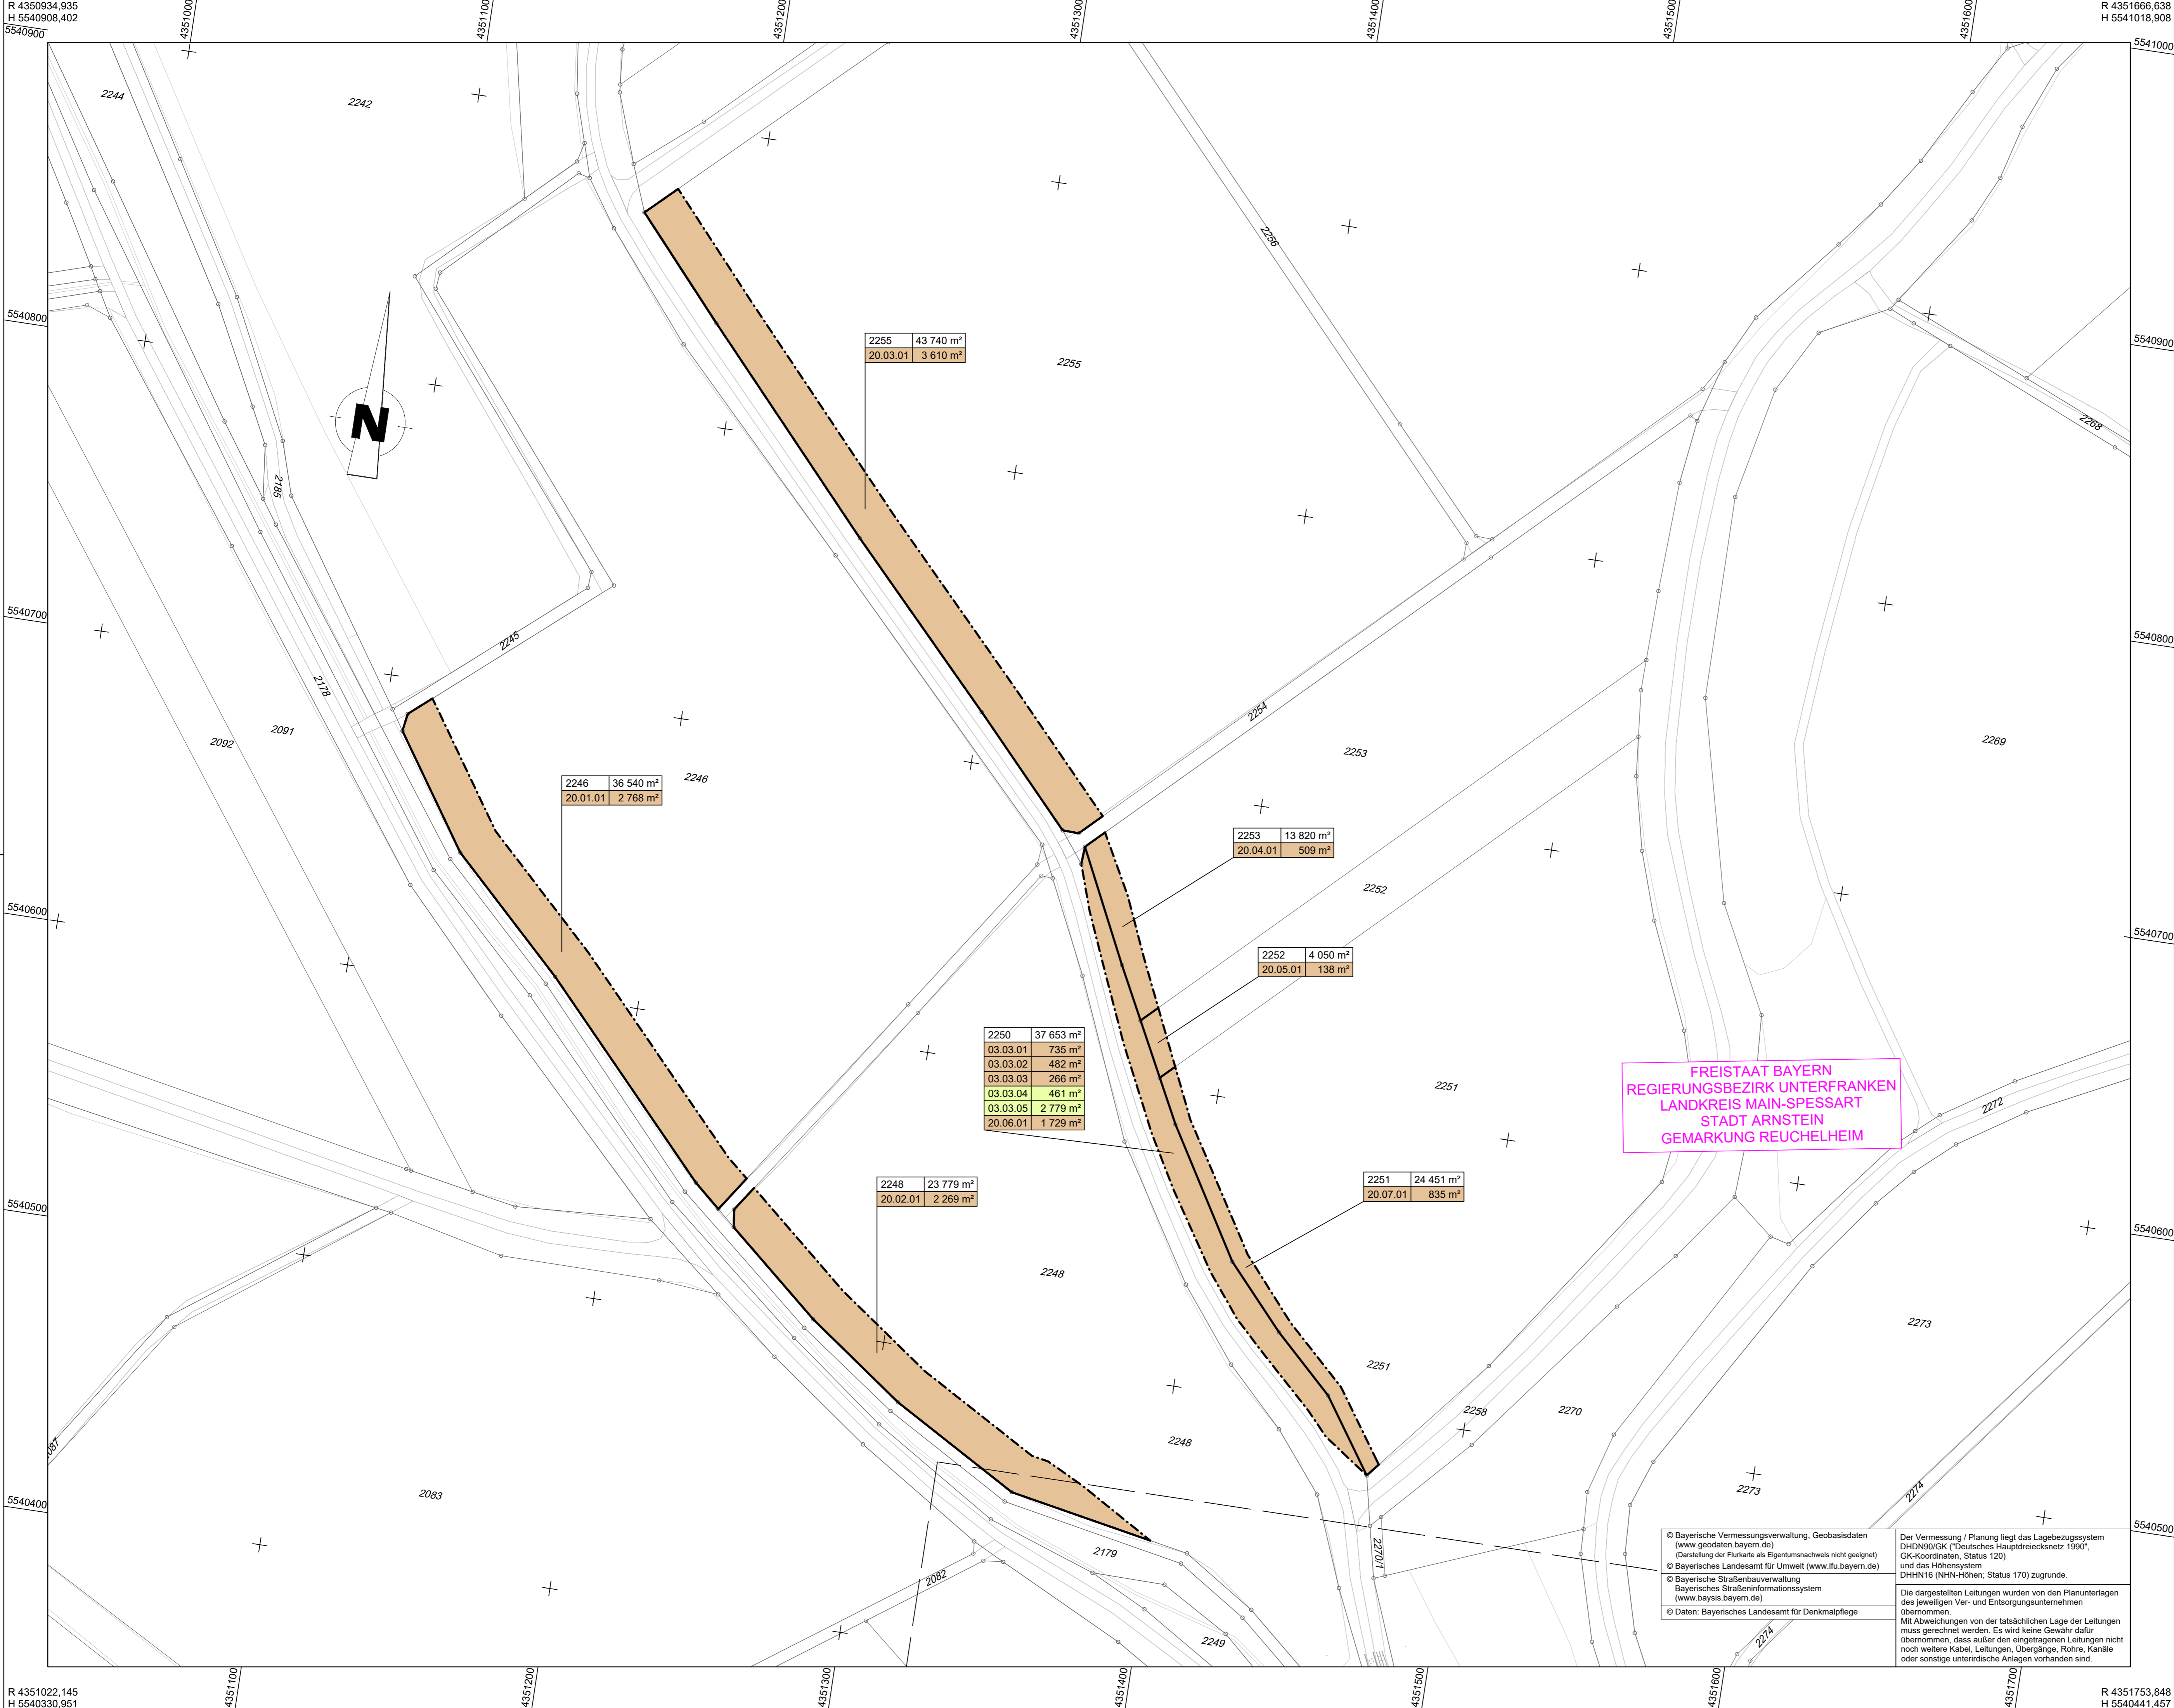 R 4350934,935
H 5540908,402
R 4351666,638
H 5541018,908
4351000
4351100
4351200
4351300
4351400
4351500
4351600
5540900
5541000
2244
2242
2256
5540800
2255 43 740 m²
20.03.01 3 610 m²
2255
5540900
N
2268
2185
5540700
2245
5540800
2178
2091
2092
2254
2253
2269
2246 36 540 m²
20.01.01 2 768 m²
2246
2253 13 820 m²
20.04.01 509 m²
2252
5540600
5540700
2252 4 050 m²
20.05.01 138 m²
2250 37 653 m²
03.03.01 735 m²
03.03.02 482 m²
03.03.03 266 m²
03.03.04 461 m²
03.03.05 2 779 m²
20.06.01 1 729 m²
2251
FREISTAAT BAYERN
REGIERUNGSBEZIRK UNTERFRANKEN
LANDKREIS MAIN-SPESSART
STADT ARNSTEIN
GEMARKUNG REUCHELHEIM
2272
2248 23 779 m²
20.02.01 2 269 m²
2251 24 451 m²
20.07.01 835 m²
5540500
5540600
2248
2273
2251
2258
2270
2248
2083
2273
2274
5540400
5540500
2179
2270/1
2082
2249
2274
© Bayerische Vermessungsverwaltung, Geobasisdaten
(www.geodaten.bayern.de)
(Darstellung der Flurkarte als Eigentumsnachweis nicht geeignet)
© Bayerisches Landesamt für Umwelt (www.lfu.bayern.de)
© Bayerische Straßenbauverwaltung
Bayerisches Straßeninformationssystem
(www.baysis.bayern.de)
© Daten: Bayerisches Landesamt für Denkmalpflege
Der Vermessung / Planung liegt das Lagebezugssystem
DHDN90/GK ("Deutsches Hauptdreiecksnetz 1990",
GK-Koordinaten, Status 120)
und das Höhensystem
DHHN16 (NHN-Höhen; Status 170) zugrunde.
Die dargestellten Leitungen wurden von den Planunterlagen
des jeweiligen Ver- und Entsorgungsunternehmen
übernommen.
Mit Abweichungen von der tatsächlichen Lage der Leitungen
muss gerechnet werden. Es wird keine Gewähr dafür
übernommen, dass außer den eingetragenen Leitungen nicht
noch weitere Kabel, Leitungen, Übergänge, Rohre, Kanäle
oder sonstige unterirdische Anlagen vorhanden sind.
4351100
4351200
4351300
4351400
4351500
4351600
4351700
R 4351022,145
H 5540330,951
R 4351753,848
H 5540441,457